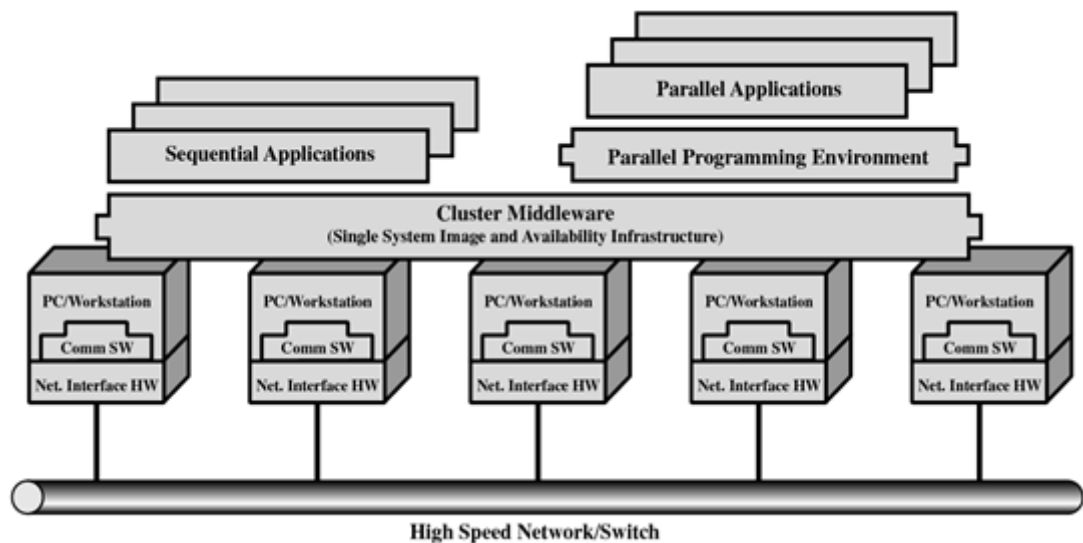 Parallel Applications
Sequential Applications
Parallel Programming Environment
Cluster Middleware
(Single System Image and Availability Infrastructure)
PC/Workstation
PC/Workstation
PC/Workstation
PC/Workstation
PC/Workstation
Comm SW
Comm SW
Comm SW
Comm SW
Comm SW
Net. Interface HW
Net. Interface HW
Net. Interface HW
Net. Interface HW
Net. Interface HW
High Speed Network/Switch